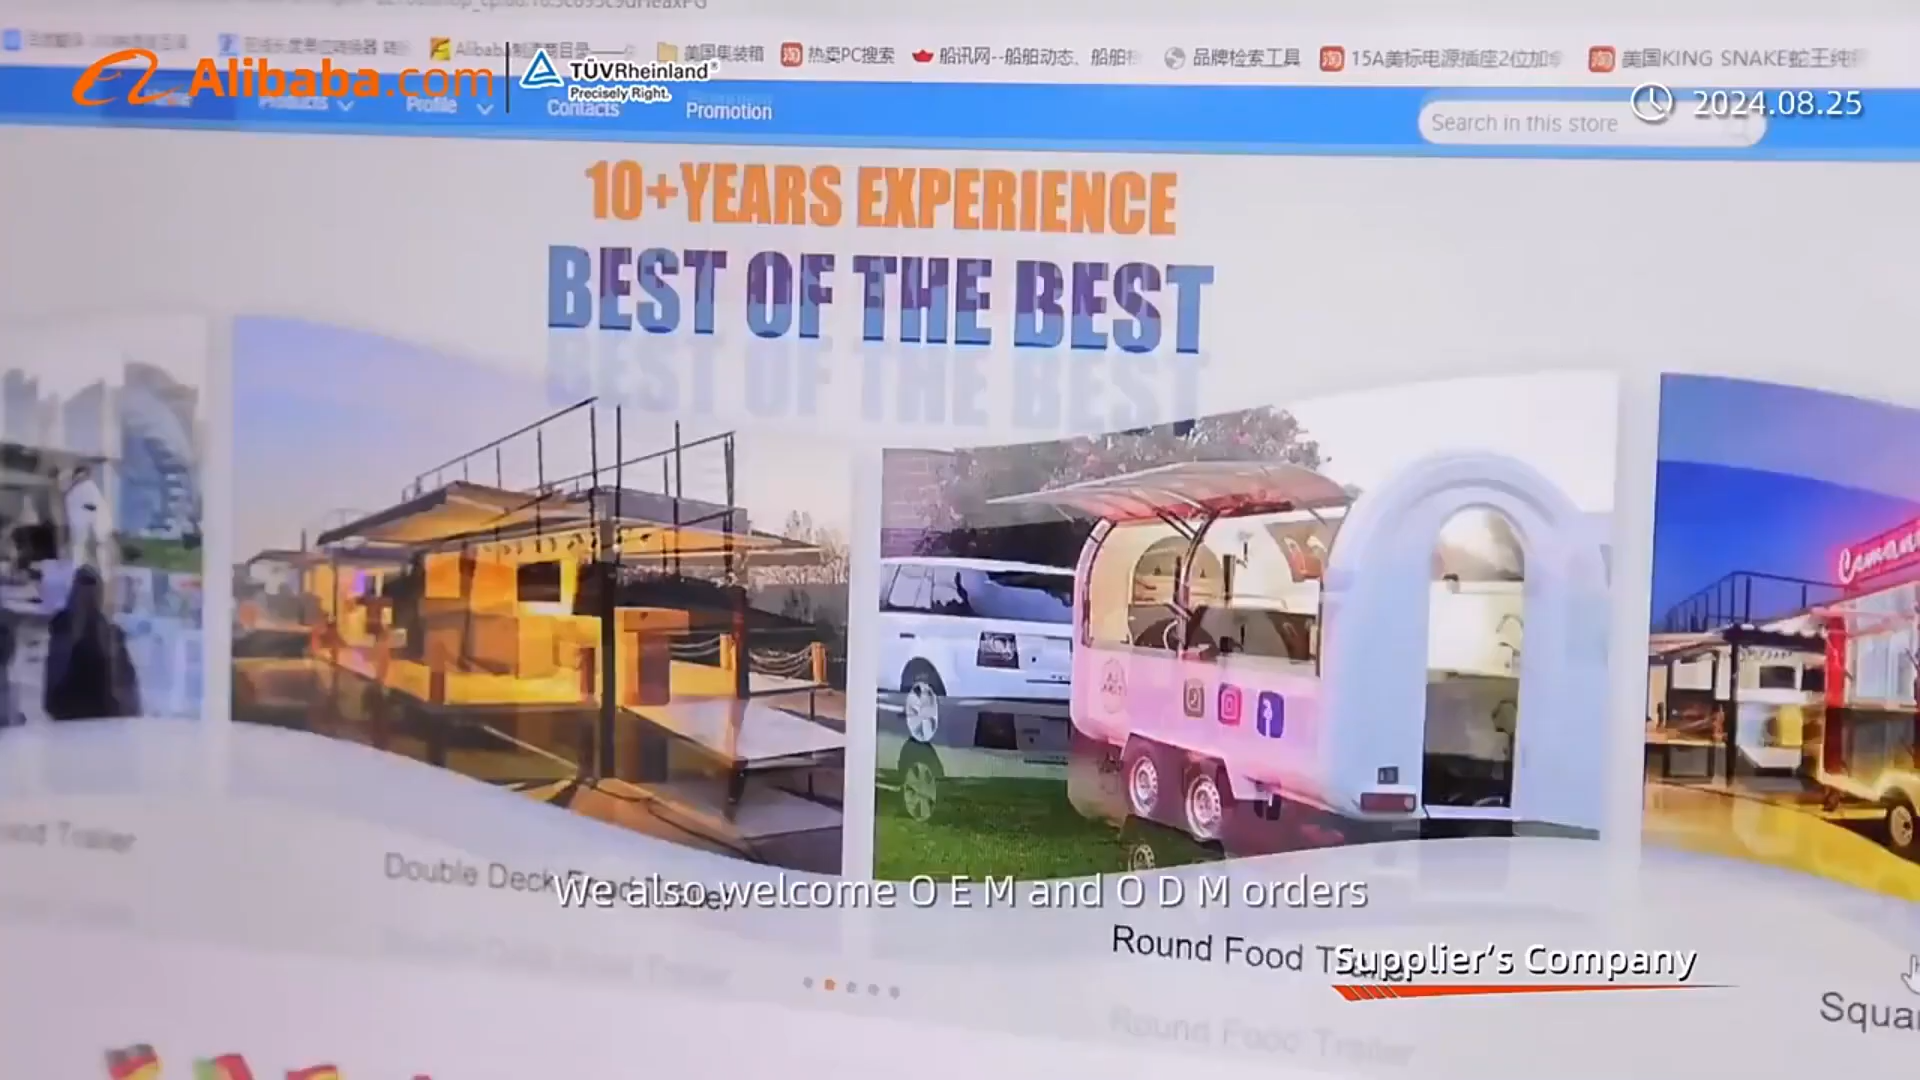 美国集装箱
热卖PC搜索
船讯网--船舶动态、船舶
品牌检索工具
15A美标电源插座2位加
美国KING SNAKE蛇王纯
Alibaba.com
TÜVRheinland®
Precisely Right.
2024.08.25
Products
Profile
Contacts
Promotion
Search in this store
10+YEARS EXPERIENCE
BEST OF THE BEST
Double Deck Food Trailer
We also welcome O E M and O D M orders
Round Food Trailer
Supplier's Company